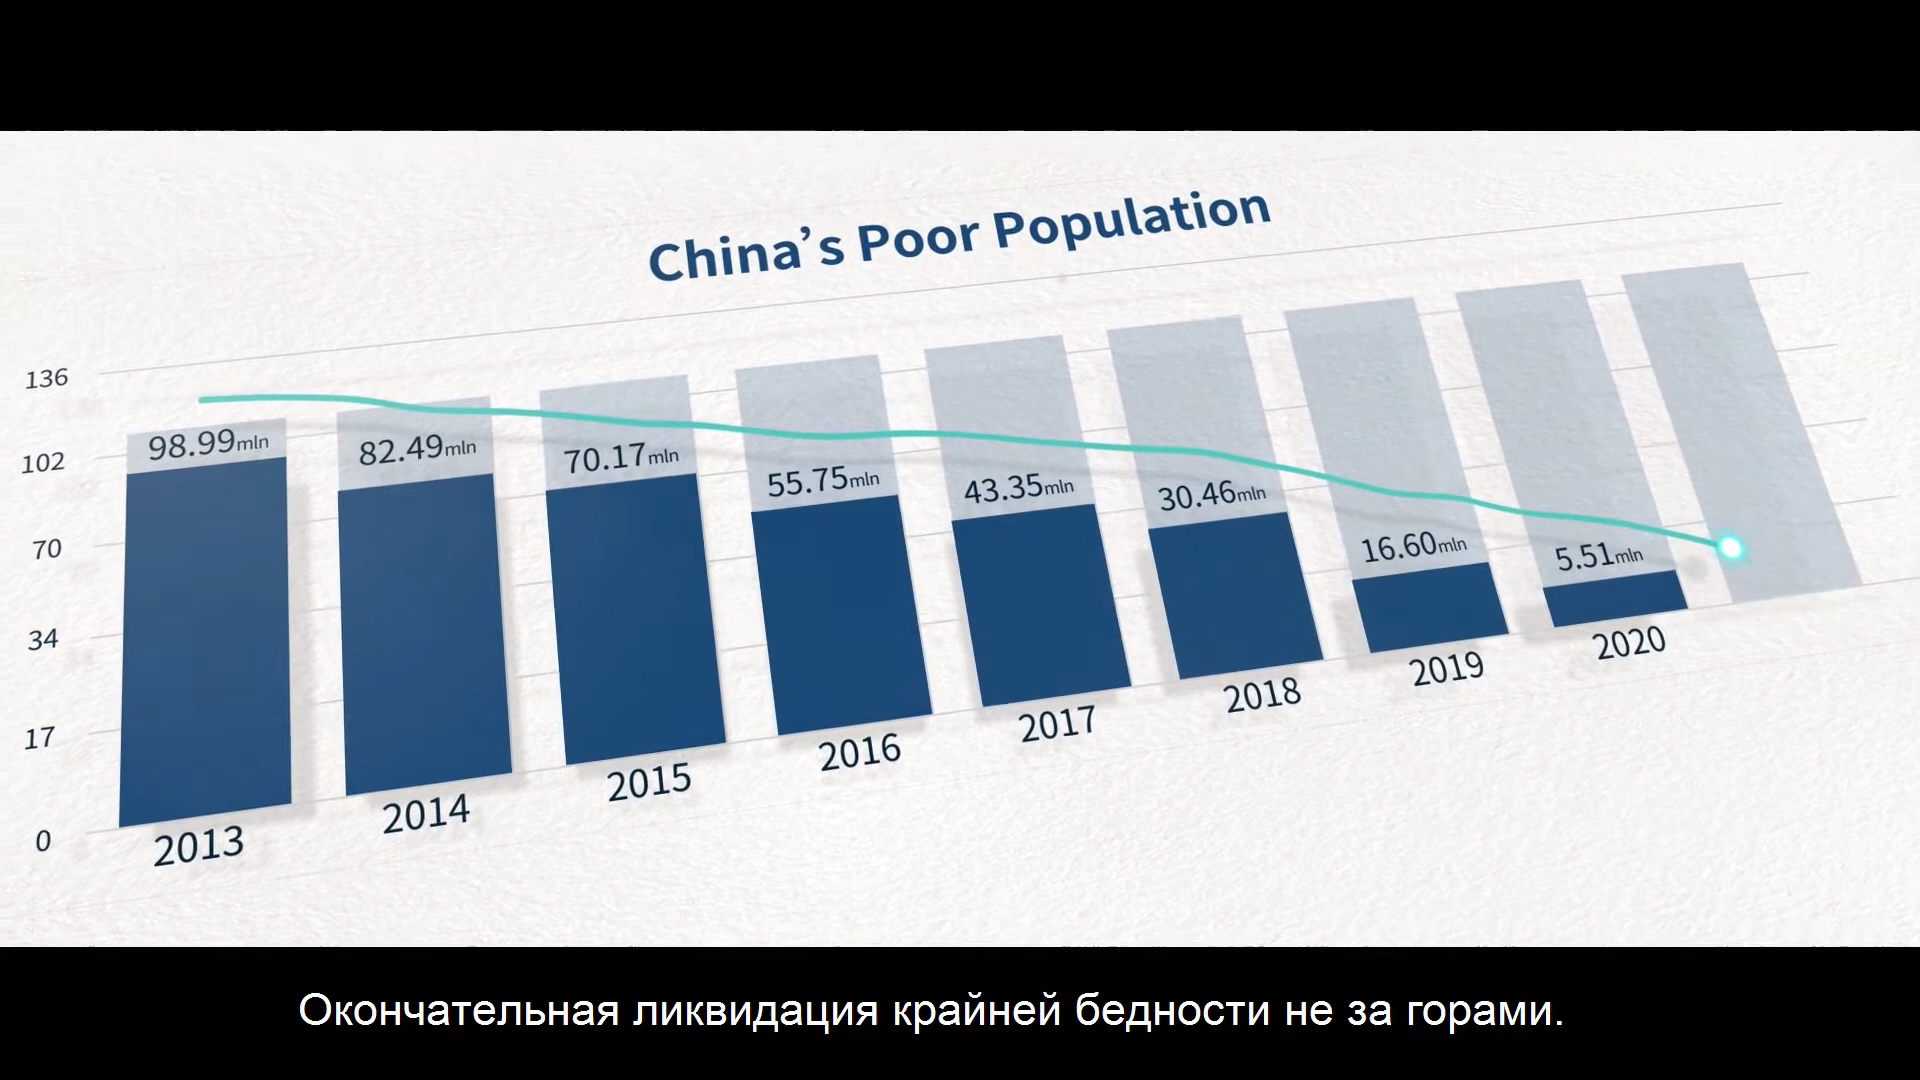 China’s Poor Population
136
102
70
34
17
0
98.99mln
82.49mln
70.17mln
55.75mln
43.35mln
30.46mln
16.60mln
5.51mln
2013
2014
2015
2016
2017
2018
2019
2020
Окончательная ликвидация крайней бедности не за горами.